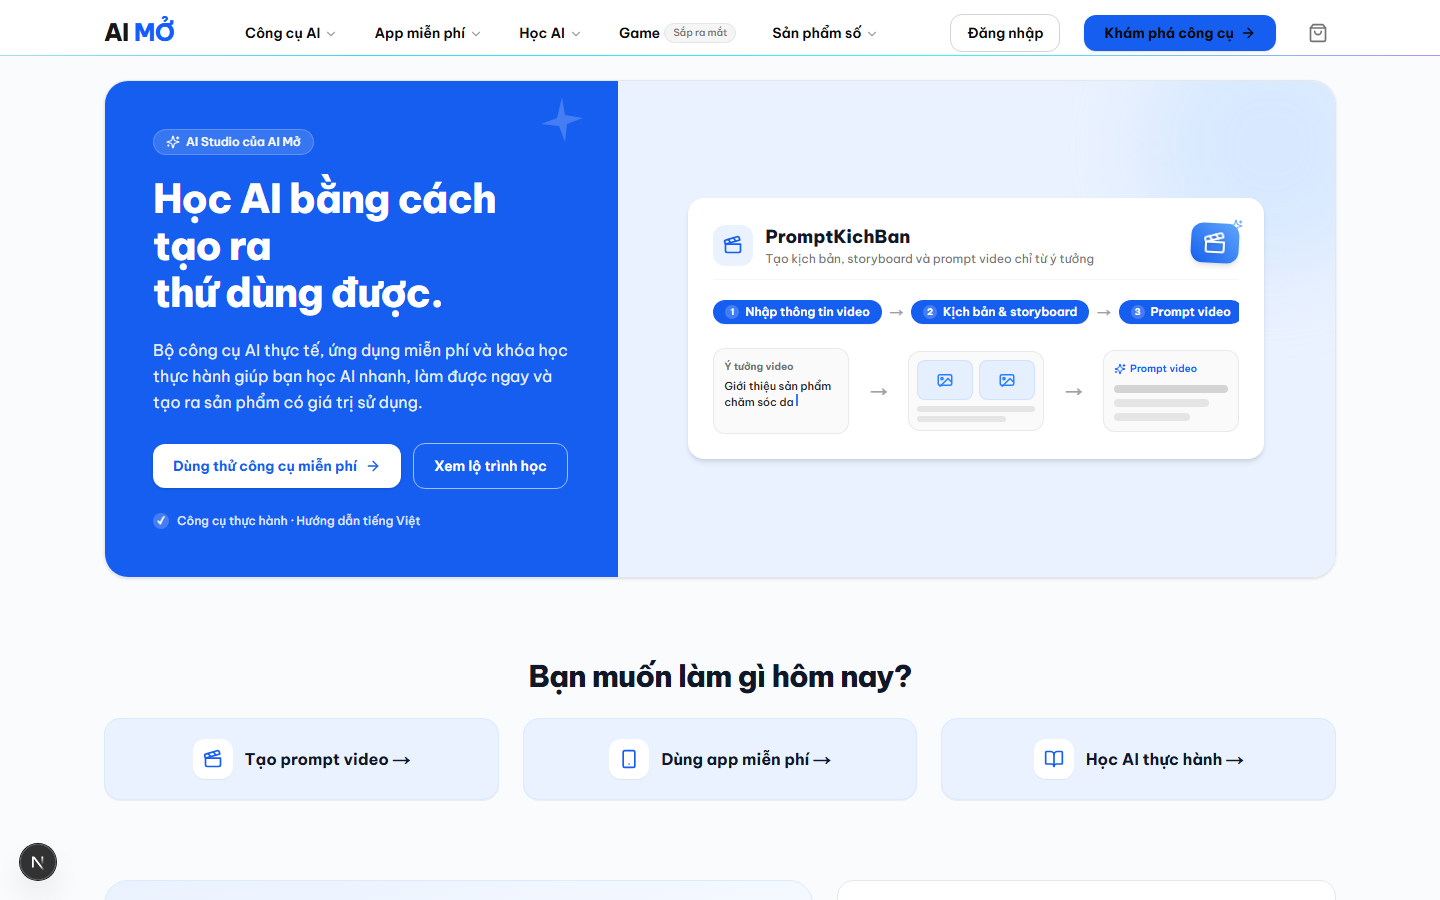 AI MỞ
Công cụ AI
App miễn phí
Học AI
Game Sắp ra mắt
Sản phẩm số
Đăng nhập
Khám phá công cụ →
AI Studio của AI Mở
Học AI bằng cách
tạo ra
thứ dùng được.
Bộ công cụ AI thực tế, ứng dụng miễn phí và khóa học
thực hành giúp bạn học AI nhanh, làm được ngay và
tạo ra sản phẩm có giá trị sử dụng.
Dùng thử công cụ miễn phí →
Xem lộ trình học
Công cụ thực hành · Hướng dẫn tiếng Việt
PromptKichBan
Tạo kịch bản, storyboard và prompt video chỉ từ ý tưởng
1 Nhập thông tin video → 2 Kịch bản & storyboard → 3 Prompt video
Ý tưởng video
Giới thiệu sản phẩm
chăm sóc da
→
→
Prompt video
Bạn muốn làm gì hôm nay?
Tạo prompt video →
Dùng app miễn phí →
Học AI thực hành →
N